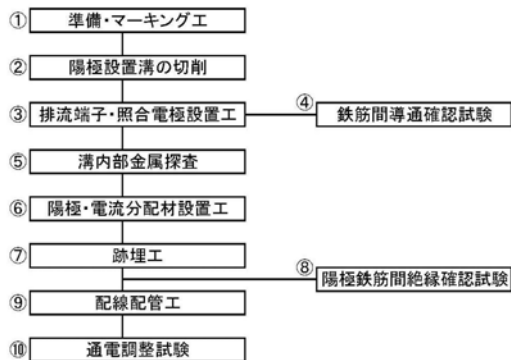 ① 準備・マーキング工
② 陽極設置溝の切削
③ 排流端子・照合電極設置工
④ 鉄筋間導通確認試験
⑤ 溝内部金属探査
⑥ 陽極・電流分配材設置工
⑦ 跡埋工
⑧ 陽極鉄筋間絶縁確認試験
⑨ 配線配管工
⑩ 通電調整試験